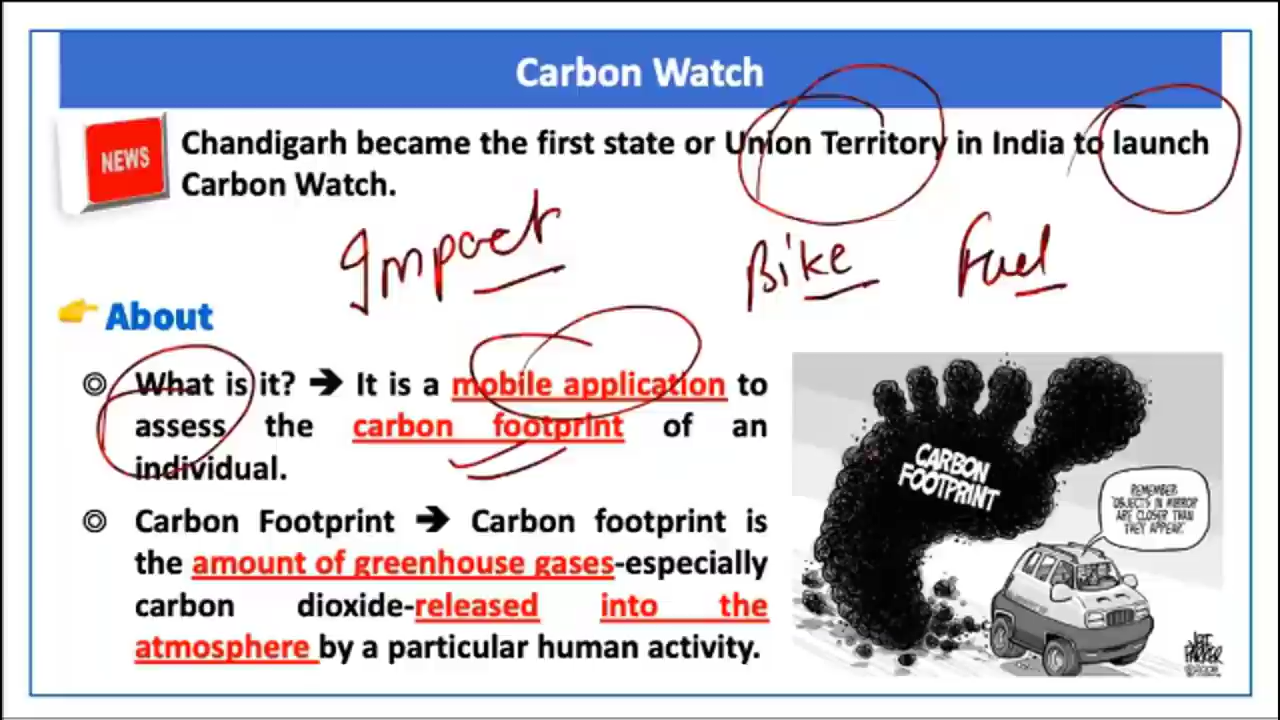 Carbon Watch
NEWS
Chandigarh became the first state or Union Territory in India to launch
Carbon Watch.
Impact
Bike
Fuel
👉 About
◎ What is it? ➔ It is a mobile application to
assess the carbon footprint of an
individual.
◎ Carbon Footprint ➔ Carbon footprint is
the amount of greenhouse gases-especially
carbon dioxide-released into the
atmosphere by a particular human activity.
CARBON
FOOTPRINT
REMEMBER
"OBJECTS IN MIRROR
ARE CLOSER THAN
THEY APPEAR."
JEFF
PARKER